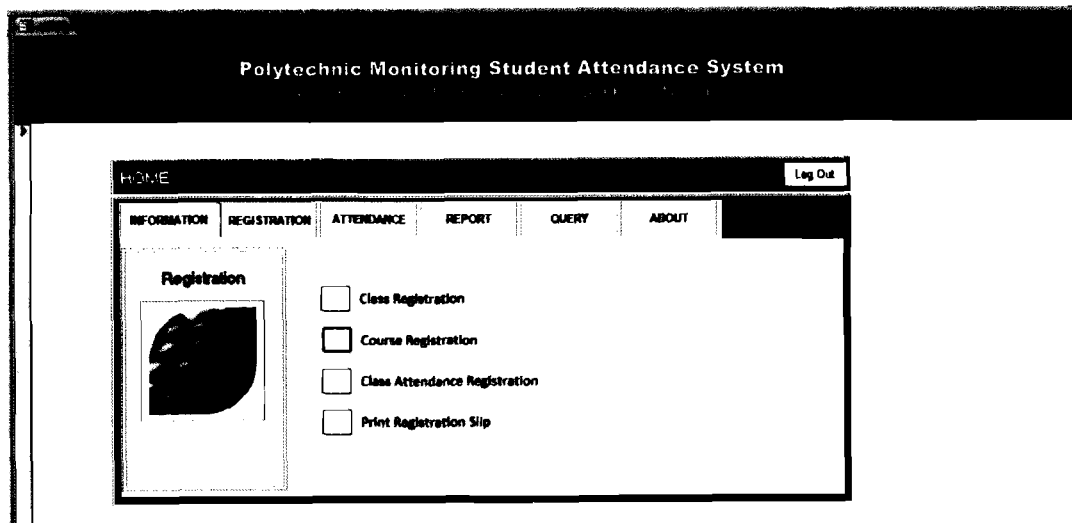 Polytechnic Monitoring Student Attendance System
HOME
Log Out
INFORMATION REGISTRATION ATTENDANCE REPORT QUERY ABOUT
Registration
Class Registration
Course Registration
Class Attendance Registration
Print Registration Slip